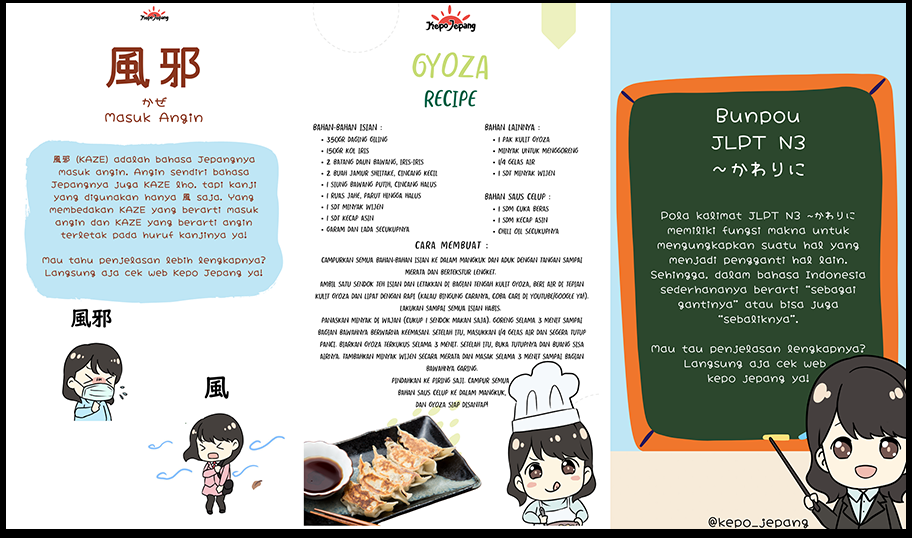 Kepo Jepang
風邪
かぜ
Masuk Angin
風邪 (KAZE) adalah bahasa Jepangnya
masuk angin. Angin sendiri bahasa
Jepangnya juga KAZE lho, tapi kanji
yang digunakan hanya 風 saja. Yang
membedakan KAZE yang berarti masuk
angin dan KAZE yang berarti angin
terletak pada huruf kanjinya ya!
Mau tahu penjelasan lebih lengkapnya?
Langsung aja cek web Kepo Jepang ya!
風邪
風
Kepo Jepang
GYOZA
RECIPE
BAHAN-BAHAN ISIAN :
• 350GR DAGING GILING
• 150GR KOL IRIS
• 2 BATANG DAUN BAWANG, IRIS-IRIS
• 2 BUAH JAMUR SHIITAKE, CINCANG KECIL
• 1 SIUNG BAWANG PUTIH, CINCANG HALUS
• 1 RUAS JAHE, PARUT HINGGA HALUS
• 1 SDT MINYAK WIJEN
• 1 SDT KECAP ASIN
• GARAM DAN LADA SECUKUPNYA
BAHAN LAINNYA :
• 1 PAK KULIT GYOZA
• MINYAK UNTUK MENGGORENG
• 1/4 GELAS AIR
• 1 SDT MINYAK WIJEN
BAHAN SAUS CELUP :
• 1 SDM CUKA BERAS
• 1 SDM KECAP ASIN
• CHILI OIL SECUKUPNYA
CARA MEMBUAT :
CAMPURKAN SEMUA BAHAN-BAHAN ISIAN KE DALAM MANGKUK DAN ADUK DENGAN TANGAN SAMPAI
MERATA DAN BERTEKSTUR LENGKET.
AMBIL SATU SENDOK TEH ISIAN DAN LETAKKAN DI BAGIAN TENGAH KULIT GYOZA, BERI AIR DI TEPIAN
KULIT GYOZA DAN LIPAT DENGAN RAPI (KALAU BINGUNG CARANYA, COBA CARI DI YOUTUBE/GOOGLE YA!).
LAKUKAN SAMPAI SEMUA ISIAN HABIS.
PANASKAN MINYAK DI WAJAN (CUKUP 1 SENDOK MAKAN SAJA). GORENG SELAMA 3 MENIT SAMPAI
BAGIAN BAWAHNYA BERWARNA KEEMASAN. SETELAH ITU, MASUKKAN 1/4 GELAS AIR DAN SEGERA TUTUP
PANCI. BIARKAN GYOZA TERKUKUS SELAMA 3 MENIT. SETELAH ITU, BUKA TUTUPNYA DAN BUANG SISA
AIRNYA. TAMBAHKAN MINYAK WIJEN SECARA MERATA DAN MASAK SELAMA 3 MENIT SAMPAI BAGIAN
BAWAHNYA GARING.
PINDAHKAN KE PIRING SAJI. CAMPUR SEMUA
BAHAN SAUS CELUP KE DALAM MANGKUK,
DAN GYOZA SIAP DISANTAP!
Bunpou
JLPT N3
～かわりに
Pola kalimat JLPT N3 ～かわりに
memiliki fungsi makna untuk
mengungkapkan suatu hal yang
menjadi pengganti hal lain.
Sehingga, dalam bahasa Indonesia
sederhananya berarti "sebagai
gantinya" atau bisa juga
"sebaliknya".
Mau tau penjelasan lengkapnya?
Langsung aja cek web
kepo jepang ya!
@kepo_jepang